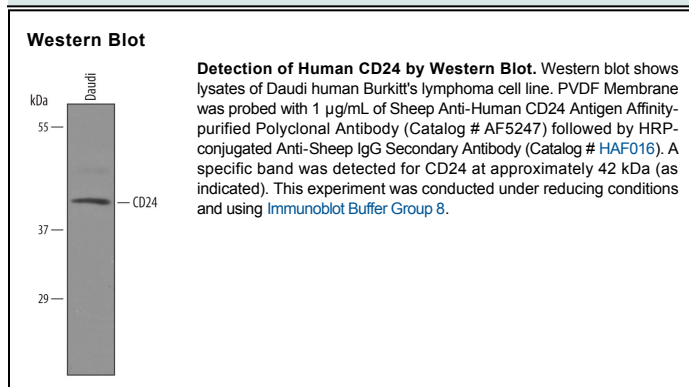 Western Blot
Daudi
kDa
55
CD24
37
29
Detection of Human CD24 by Western Blot. Western blot shows
lysates of Daudi human Burkitt's lymphoma cell line. PVDF Membrane
was probed with 1 µg/mL of Sheep Anti-Human CD24 Antigen Affinity-
purified Polyclonal Antibody (Catalog # AF5247) followed by HRP-
conjugated Anti-Sheep IgG Secondary Antibody (Catalog # HAF016). A
specific band was detected for CD24 at approximately 42 kDa (as
indicated). This experiment was conducted under reducing conditions
and using Immunoblot Buffer Group 8.